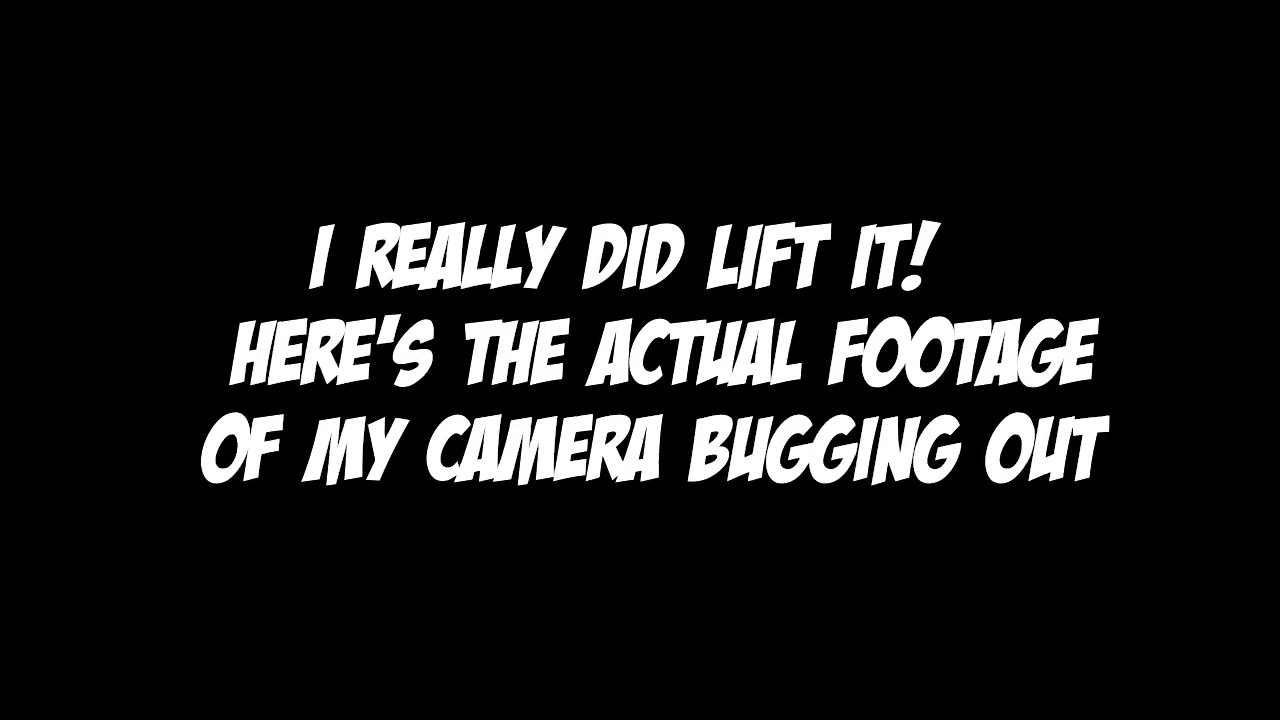 I REALLY DID LIFT IT!
HERE'S THE ACTUAL FOOTAGE
OF MY CAMERA BUGGING OUT